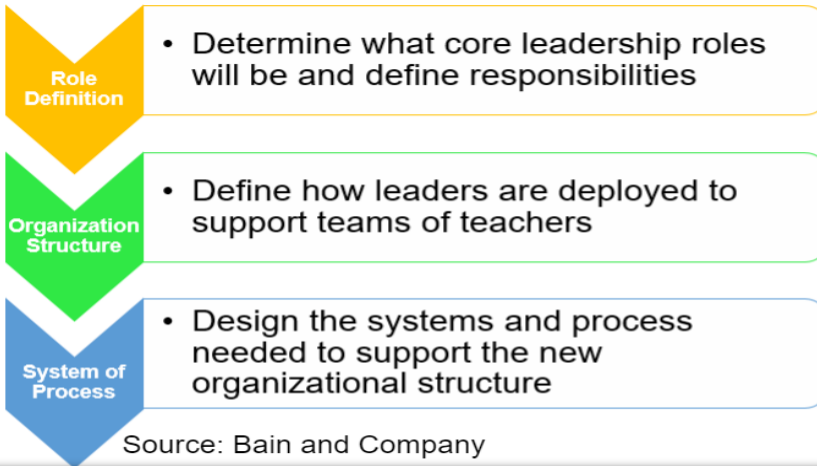 Role
Definition
• Determine what core leadership roles
will be and define responsibilities
Organization
Structure
• Define how leaders are deployed to
support teams of teachers
System of
Process
• Design the systems and process
needed to support the new
organizational structure
Source: Bain and Company